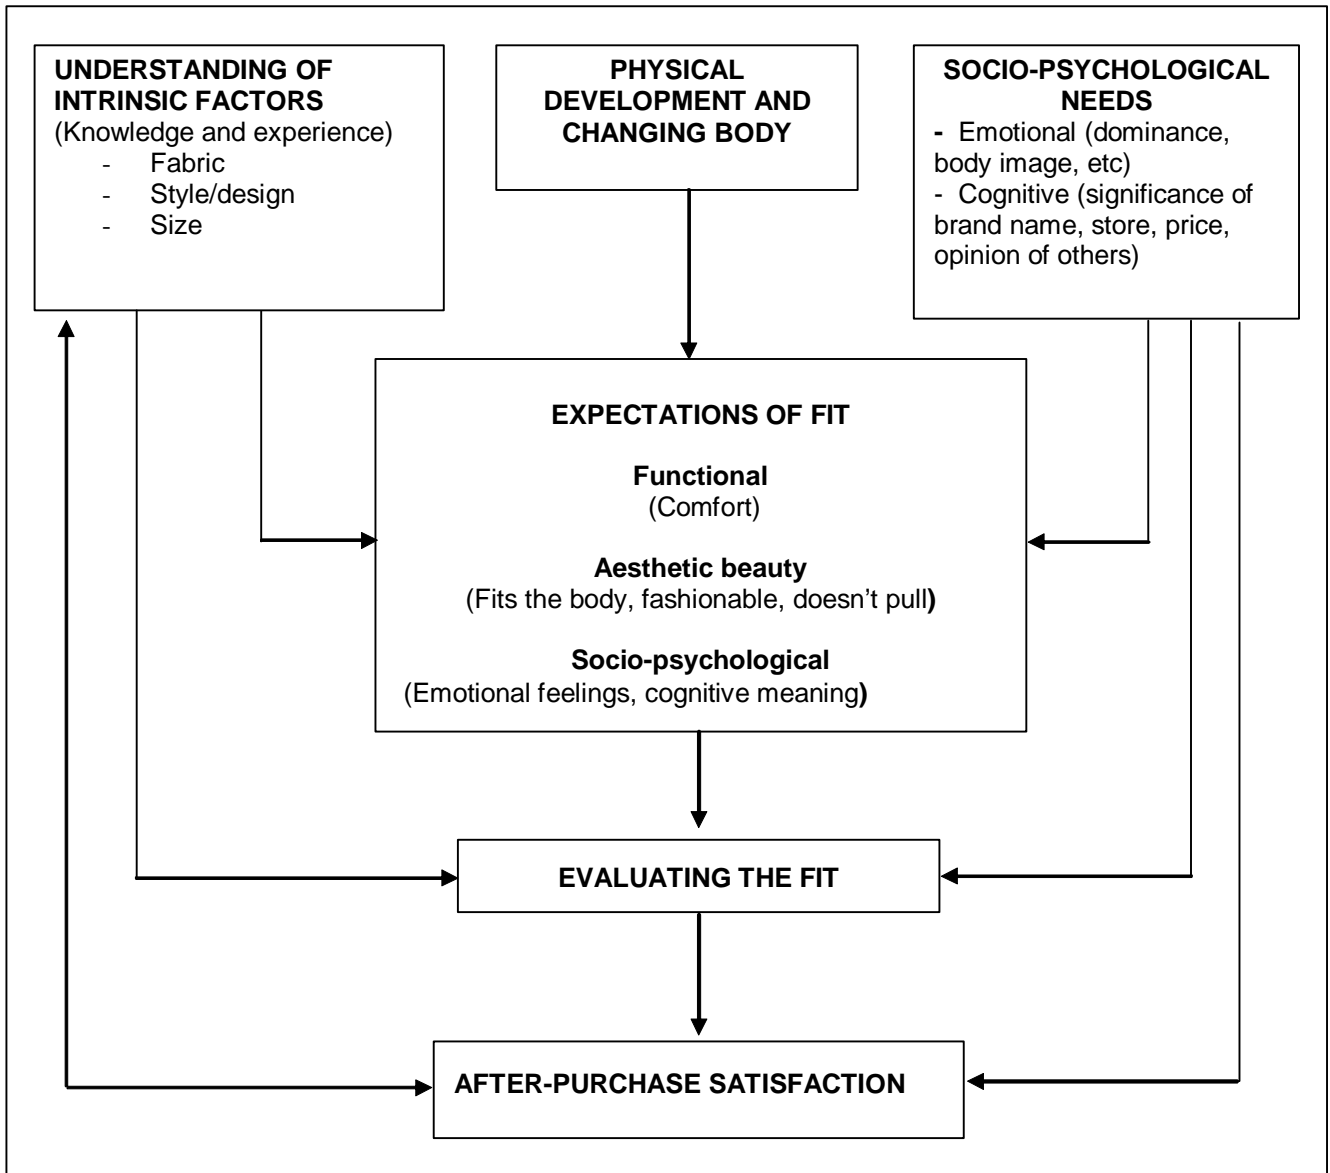 UNDERSTANDING OF
INTRINSIC FACTORS
(Knowledge and experience)
- Fabric
- Style/design
- Size
PHYSICAL
DEVELOPMENT AND
CHANGING BODY
SOCIO-PSYCHOLOGICAL
NEEDS
- Emotional (dominance,
body image, etc)
- Cognitive (significance of
brand name, store, price,
opinion of others)
EXPECTATIONS OF FIT
Functional
(Comfort)
Aesthetic beauty
(Fits the body, fashionable, doesn't pull)
Socio-psychological
(Emotional feelings, cognitive meaning)
EVALUATING THE FIT
AFTER-PURCHASE SATISFACTION